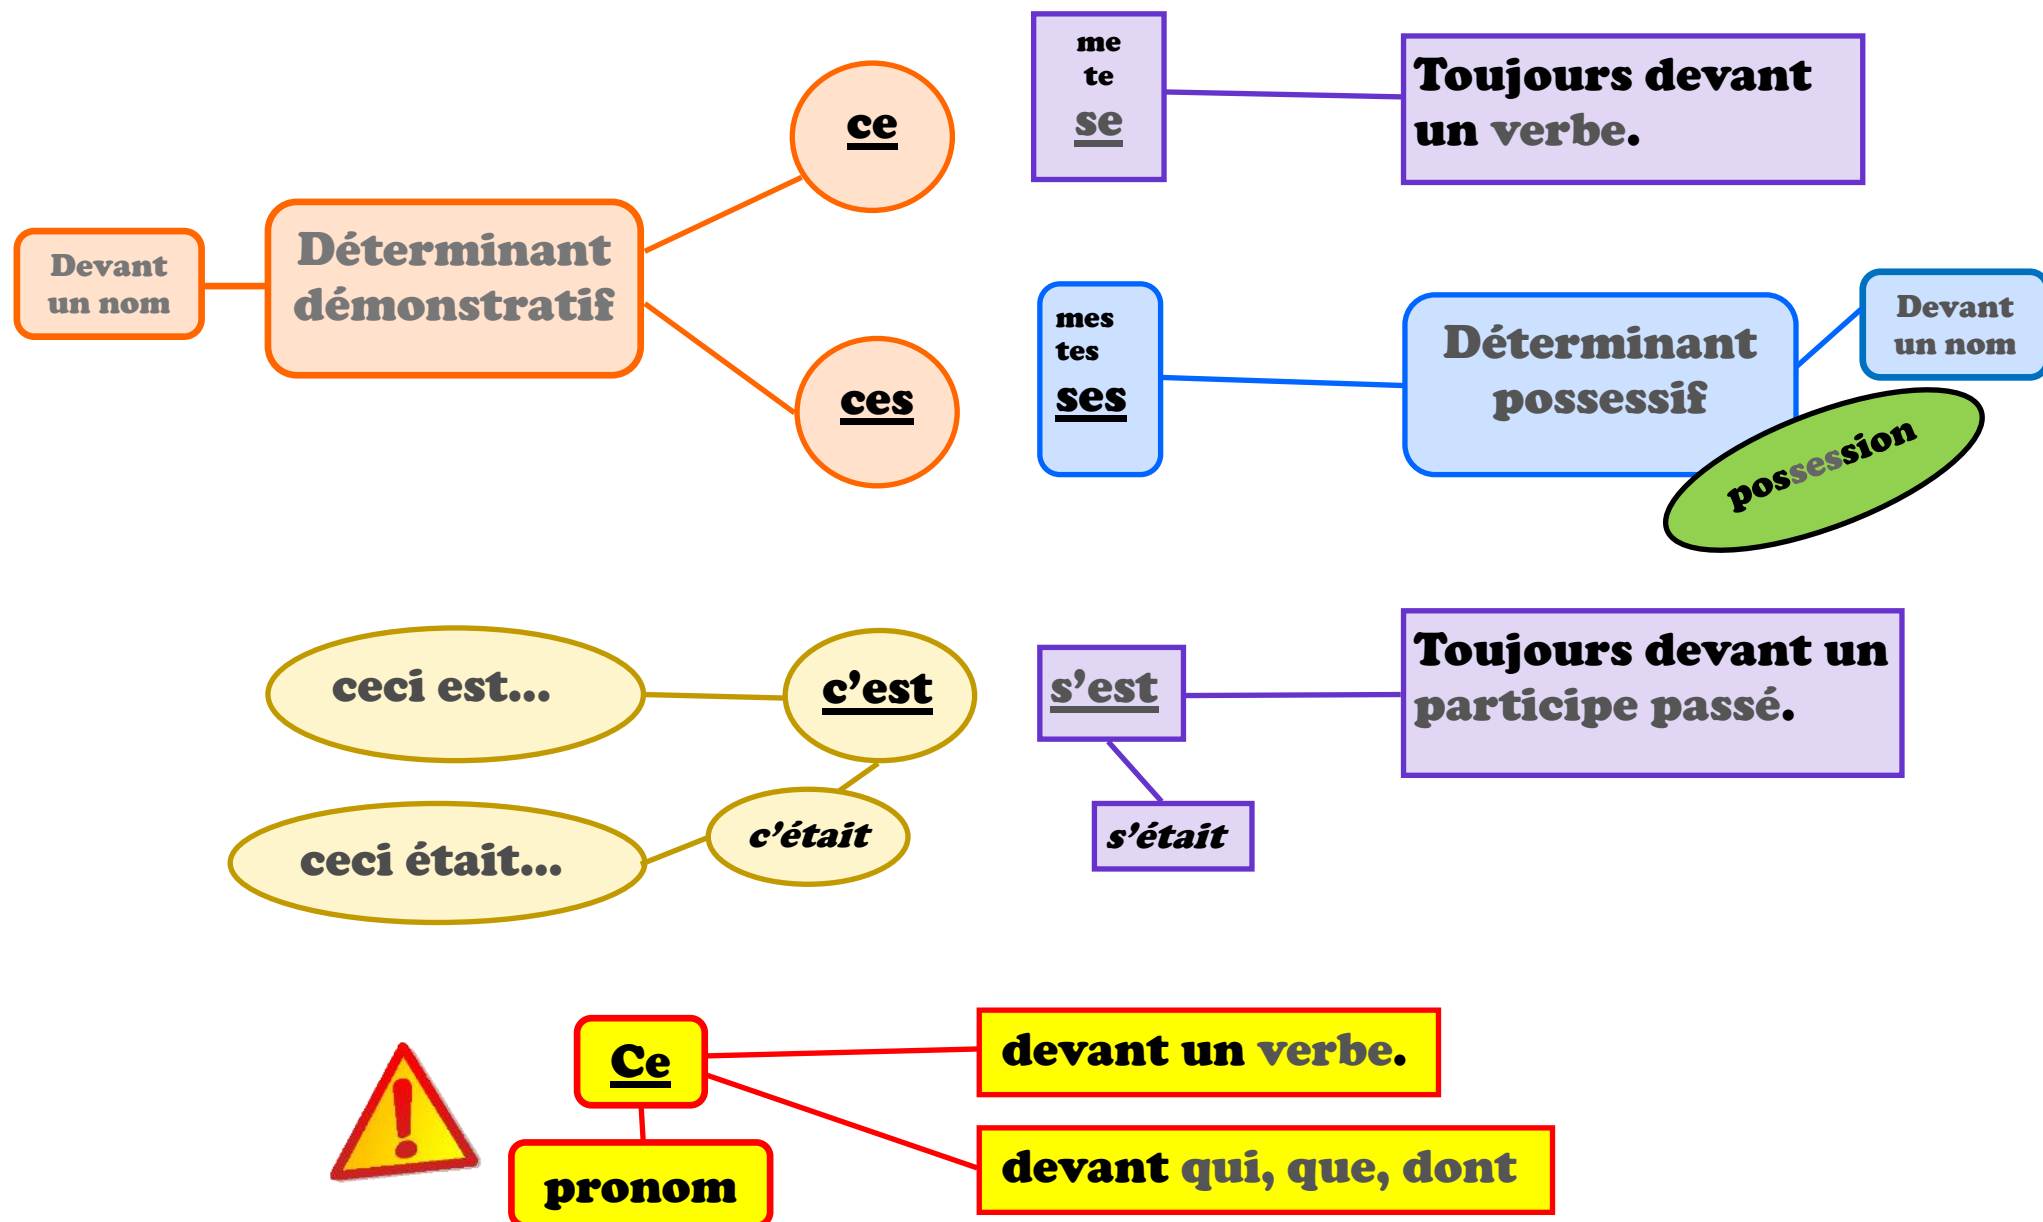 me
te
se
Toujours devant
un verbe.
ce
Devant
un nom
Déterminant
démonstratif
ces
mes
tes
ses
Déterminant
possessif
Devant
un nom
possession
ceci est...
c’est
s’est
Toujours devant un
participe passé.
ceci était...
c’était
s’était
Ce
pronom
devant un verbe.
devant qui, que, dont